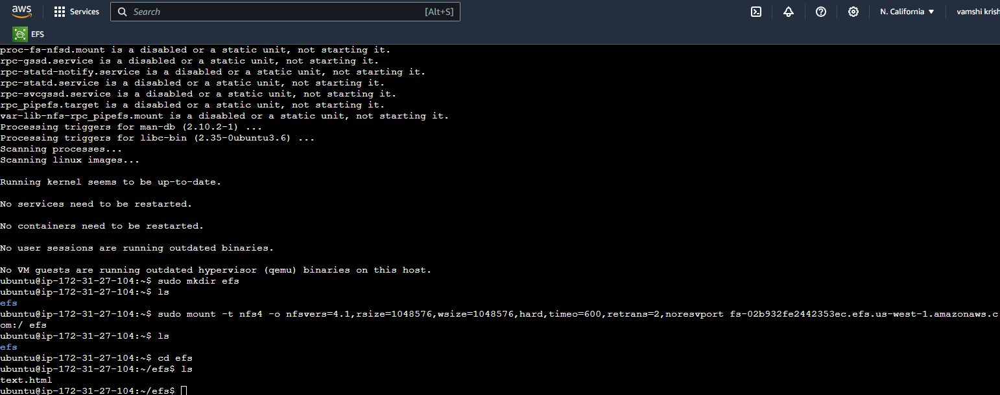 aws
Services
Search
[Alt+S]
N. California
vamshi krish
EFS
proc-fs-nfsd.mount is a disabled or a static unit, not starting it.
rpc-gssd.service is a disabled or a static unit, not starting it.
rpc-statd-notify.service is a disabled or a static unit, not starting it.
rpc-statd.service is a disabled or a static unit, not starting it.
rpc-svcgssd.service is a disabled or a static unit, not starting it.
rpc_pipefs.target is a disabled or a static unit, not starting it.
var-lib-nfs-rpc_pipefs.mount is a disabled or a static unit, not starting it.
Processing triggers for man-db (2.10.2-1) ...
Processing triggers for libc-bin (2.35-0ubuntu3.6) ...
Scanning processes...
Scanning linux images...
Running kernel seems to be up-to-date.
No services need to be restarted.
No containers need to be restarted.
No user sessions are running outdated binaries.
No VM guests are running outdated hypervisor (qemu) binaries on this host.
ubuntu@ip-172-31-27-104:~$ sudo mkdir efs
ubuntu@ip-172-31-27-104:~$ ls
efs
ubuntu@ip-172-31-27-104:~$ sudo mount -t nfs4 -o nfsvers=4.1,rsize=1048576,wsize=1048576,hard,timeo=600,retrans=2,noresvport fs-02b932fe2442353ec.efs.us-west-1.amazonaws.c
om:/ efs
ubuntu@ip-172-31-27-104:~$ ls
efs
ubuntu@ip-172-31-27-104:~$ cd efs
ubuntu@ip-172-31-27-104:~/efs$ ls
text.html
ubuntu@ip-172-31-27-104:~/efs$